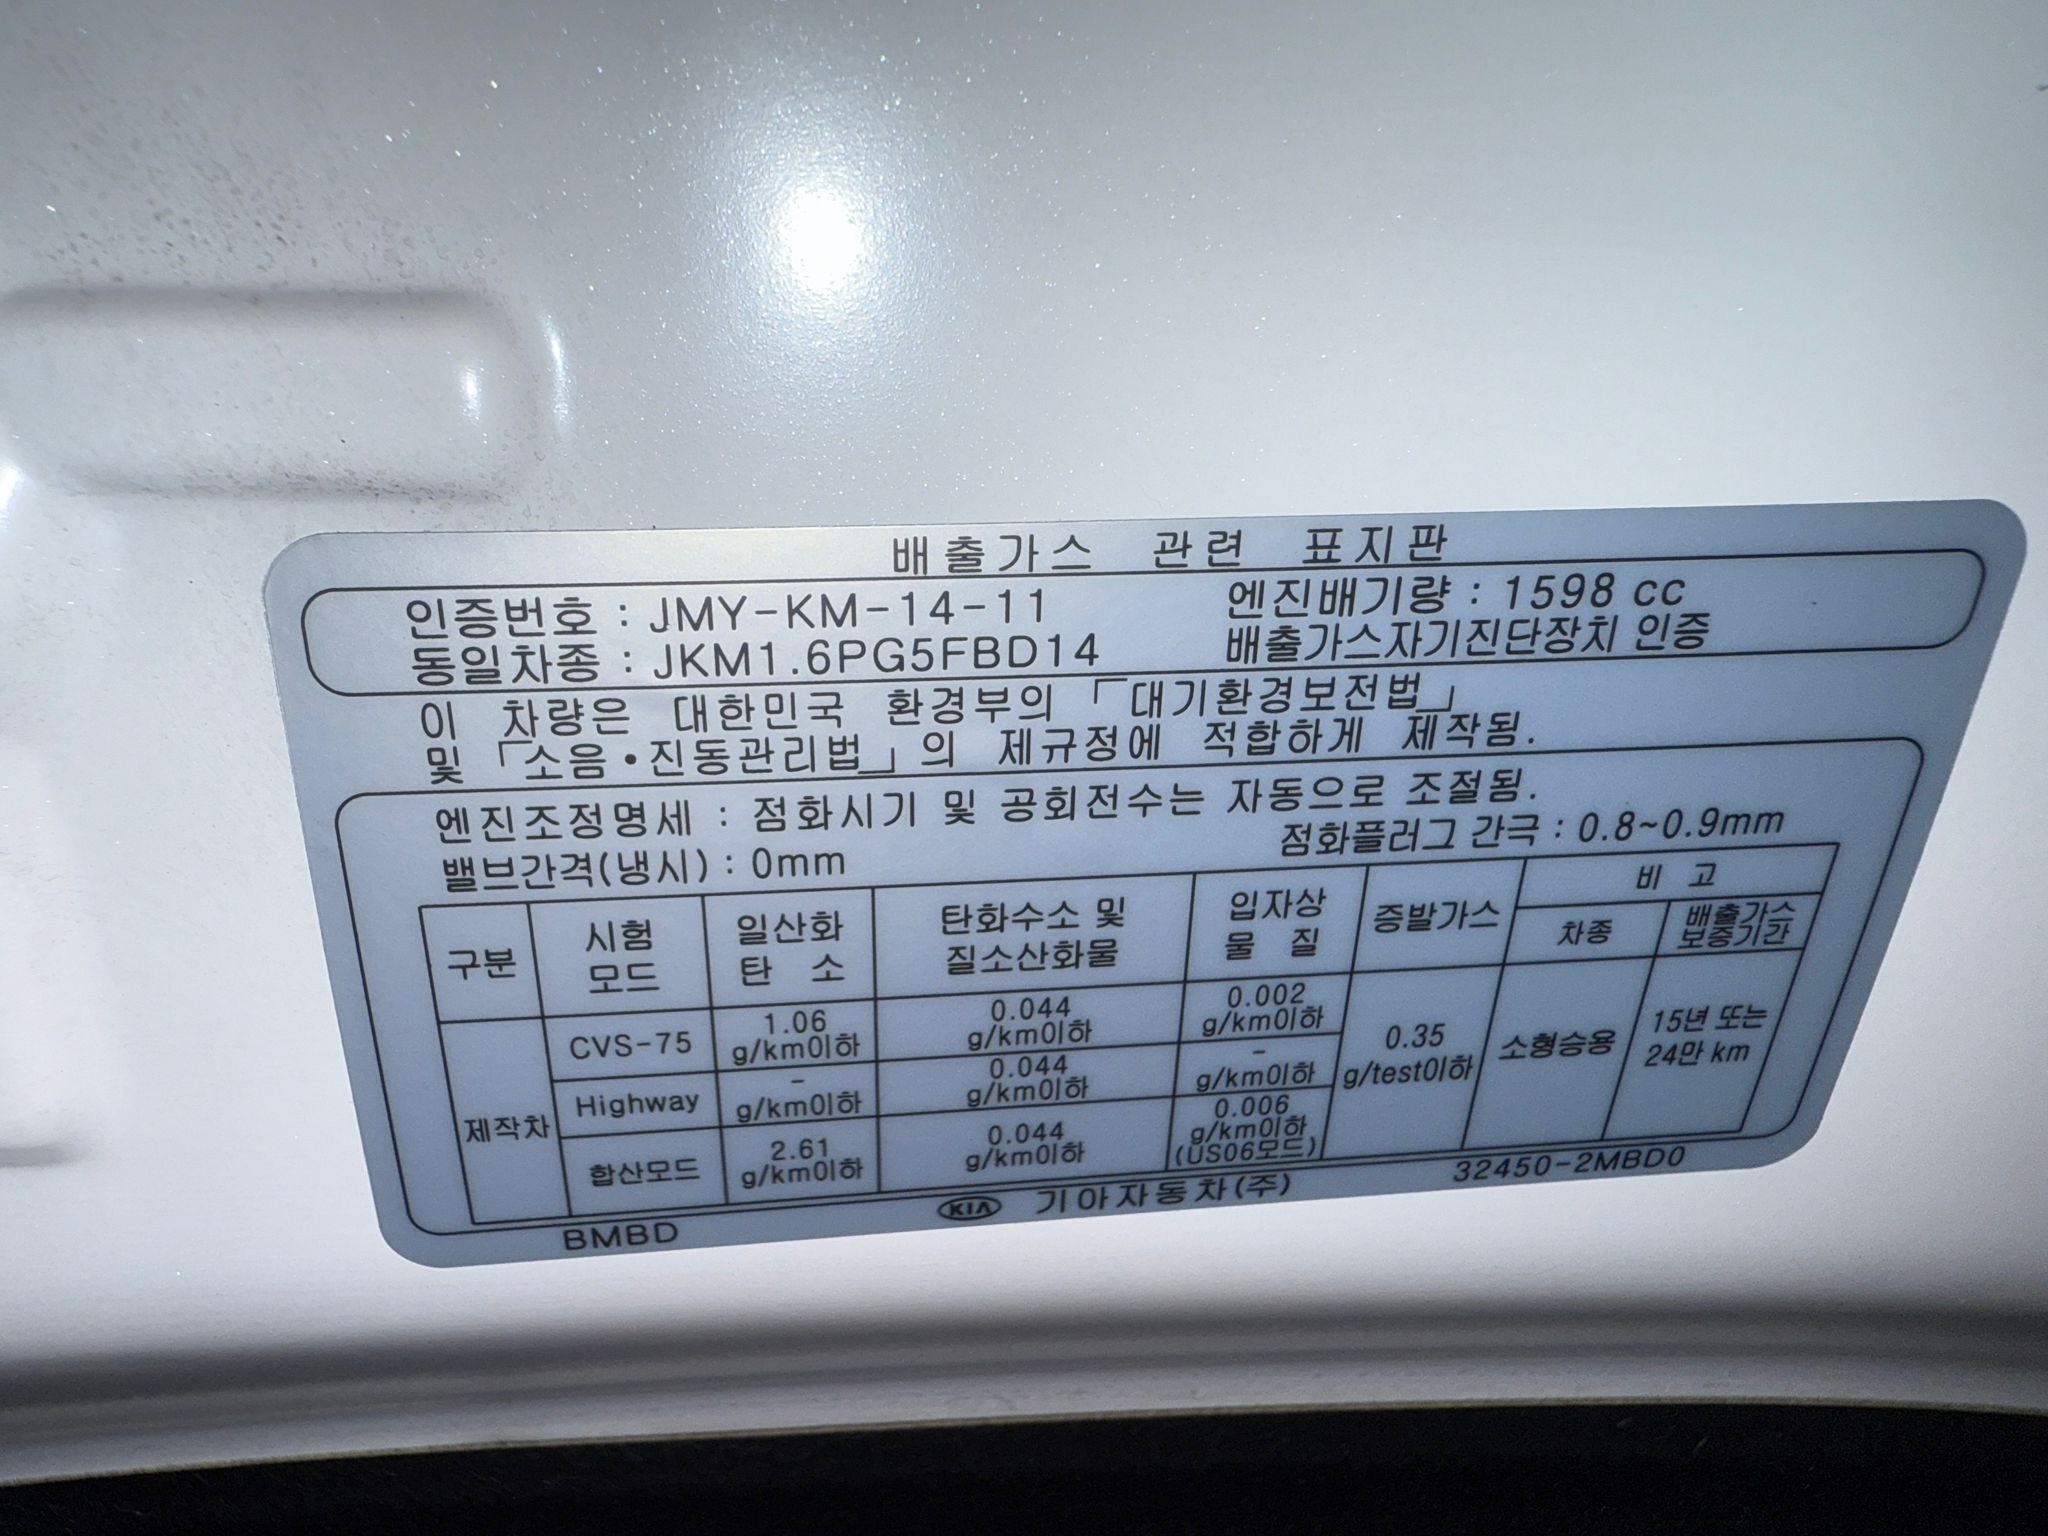 배출가스 관련 표지판
인증번호 : JMY-KM-14-11 엔진배기량 : 1598 cc
동일차종 : JKM1.6PG5FBD14 배출가스자기진단장치 인증
이 차량은 대한민국 환경부의 「대기환경보전법」
및 「소음•진동관리법」의 제규정에 적합하게 제작됨.
엔진조정명세 : 점화시기 및 공회전수는 자동으로 조절됨.
밸브간격(냉시) : 0mm 점화플러그 간극 : 0.8~0.9mm
구분 시험 모드 일산화 탄 소 탄화수소 및 질소산화물 입자상 물 질 증발가스 비 고
차종 배출가스 보증기간
제작차 CVS-75 1.06 g/km이하 0.044 g/km이하 0.002 g/km이하 0.35 g/test이하 소형승용 15년 또는 24만 km
Highway - g/km이하 0.044 g/km이하 - g/km이하
합산모드 2.61 g/km이하 0.044 g/km이하 0.006 g/km이하 (US06모드)
BMBD KIA 기아자동차(주) 32450-2MBD0